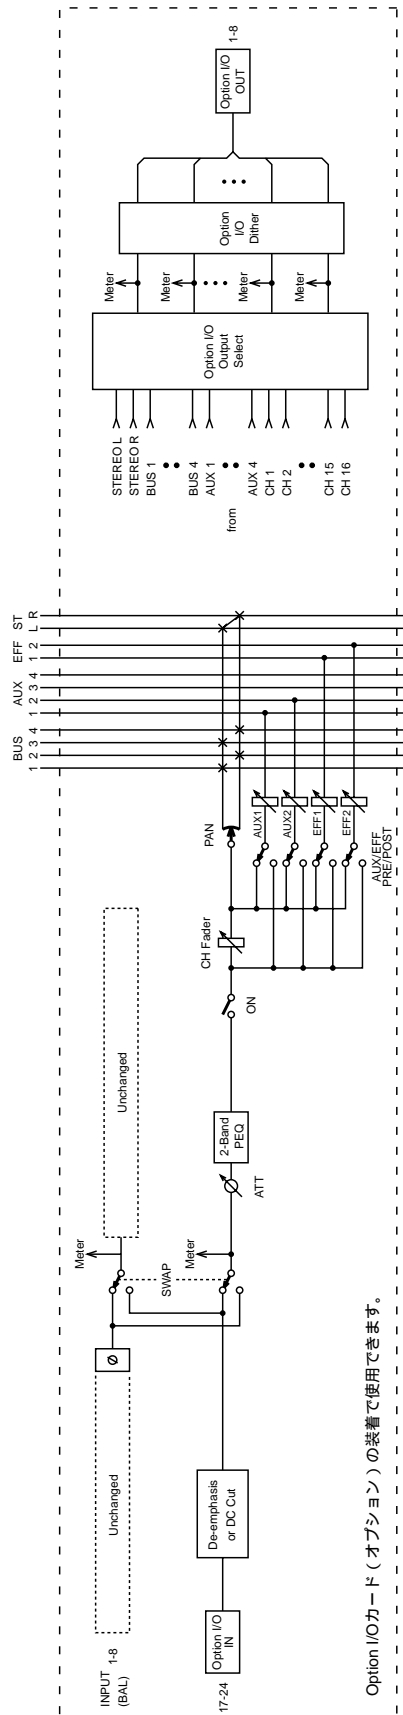 INPUT 1-8
(BAL)
Unchanged
Ø
Meter
Unchanged
SWAP
17-24
Option I/O
IN
De-emphasis
or DC Cut
Meter
ATT
2-Band
PEQ
ON
CH Fader
PAN
AUX1
AUX2
EFF1
EFF2
AUX/EFF
PRE/POST
BUS
1 2 3 4
AUX
1 2 3 4
EFF
1 2
ST
L R
from
STEREO L
STEREO R
BUS 1
BUS 4
AUX 1
AUX 4
CH 1
CH 2
CH 15
CH 16
Option I/O
Output
Select
Meter
Meter
Meter
Meter
Option
I/O
Dither
Option I/O
OUT
1-8
Option I/Oカード（オプション）の装着で使用できます。